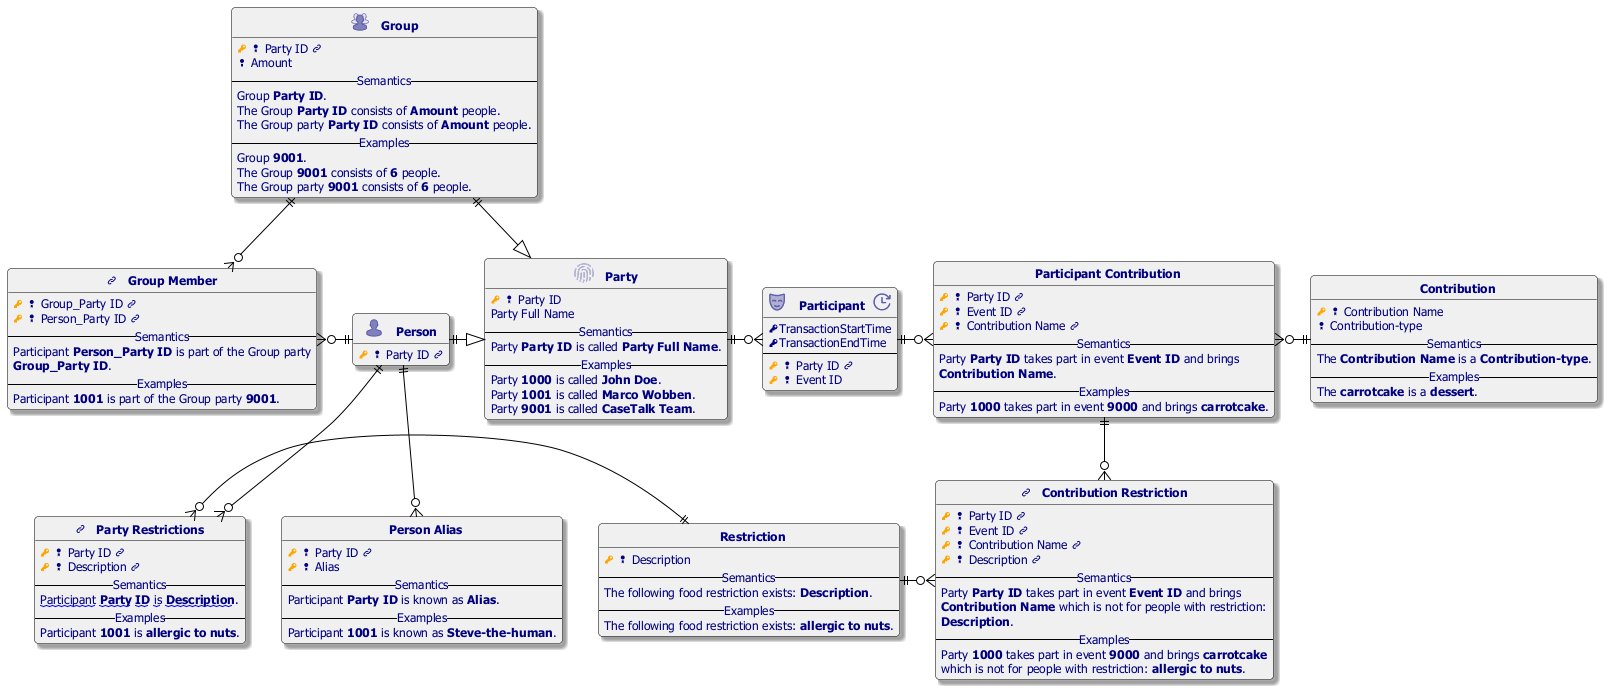 Group
Party ID
Amount
Semantics
Group Party ID.
The Group Party ID consists of Amount people.
The Group party Party ID consists of Amount people.
Examples
Group 9001.
The Group 9001 consists of 6 people.
The Group party 9001 consists of 6 people.
Group Member
Group_Party ID
Person_Party ID
Semantics
Participant Person_Party ID is part of the Group party
Group_Party ID.
Examples
Participant 1001 is part of the Group party 9001.
Person
Party ID
Party
Party ID
Party Full Name
Semantics
Party Party ID is called Party Full Name.
Examples
Party 1000 is called John Doe.
Party 1001 is called Marco Wobben.
Party 9001 is called CaseTalk Team.
Participant
TransactionStartTime
TransactionEndTime
Party ID
Event ID
Participant Contribution
Party ID
Event ID
Contribution Name
Semantics
Party Party ID takes part in event Event ID and brings
Contribution Name.
Examples
Party 1000 takes part in event 9000 and brings carrotcake.
Contribution
Contribution Name
Contribution-type
Semantics
The Contribution Name is a Contribution-type.
Examples
The carrotcake is a dessert.
Party Restrictions
Party ID
Description
Semantics
Participant Party ID is Description.
Examples
Participant 1001 is allergic to nuts.
Person Alias
Party ID
Alias
Semantics
Participant Party ID is known as Alias.
Examples
Participant 1001 is known as Steve-the-human.
Restriction
Description
Semantics
The following food restriction exists: Description.
Examples
The following food restriction exists: allergic to nuts.
Contribution Restriction
Party ID
Event ID
Contribution Name
Description
Semantics
Party Party ID takes part in event Event ID and brings
Contribution Name which is not for people with restriction:
Description.
Examples
Party 1000 takes part in event 9000 and brings carrotcake
which is not for people with restriction: allergic to nuts.